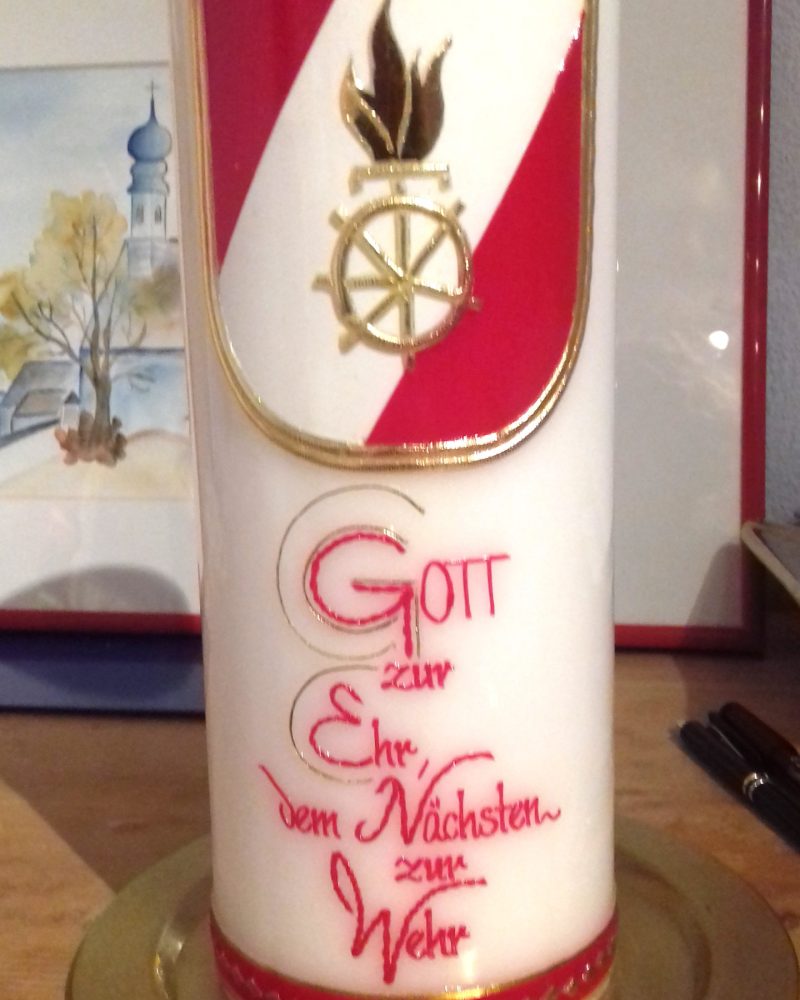 GOTT
zur
Ehr,
dem Nächsten
zur
Wehr